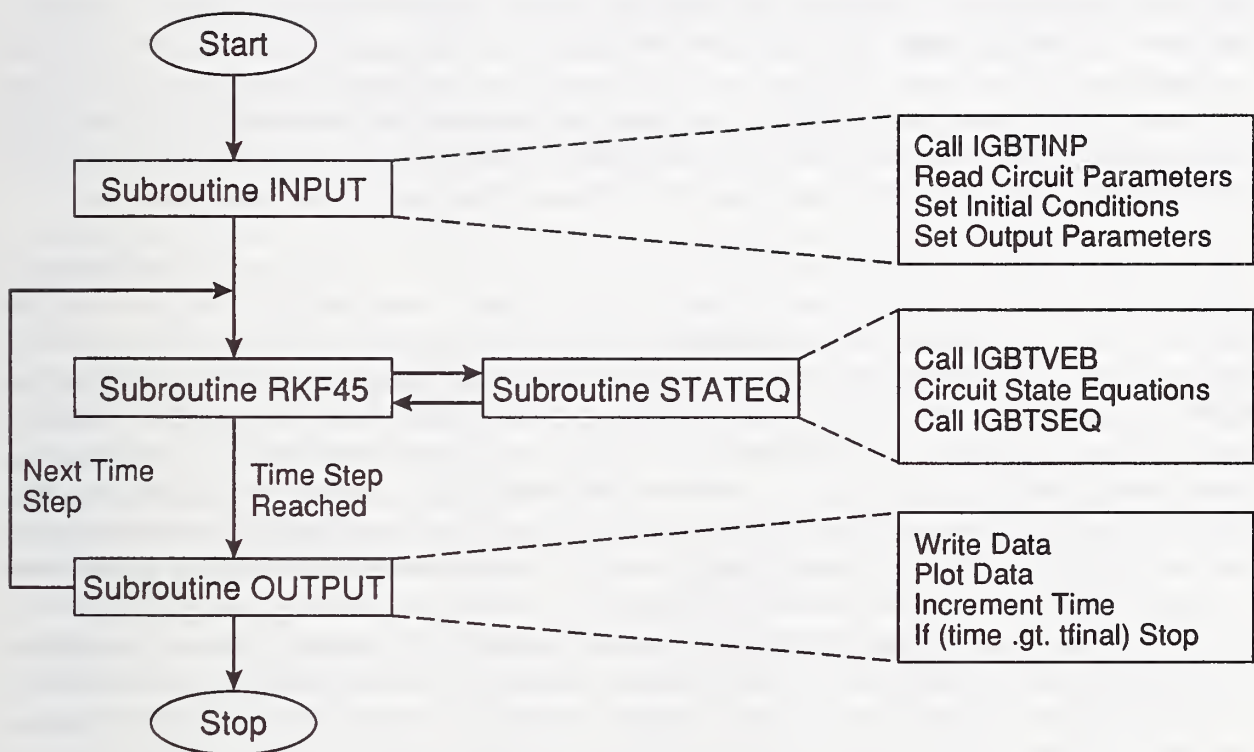 Start
Subroutine INPUT
Call IGBTINP
Read Circuit Parameters
Set Initial Conditions
Set Output Parameters
Subroutine RKF45
Subroutine STATEQ
Call IGBTVEB
Circuit State Equations
Call IGBTSEQ
Next Time
Step
Time Step
Reached
Subroutine OUTPUT
Write Data
Plot Data
Increment Time
If (time .gt. tfinal) Stop
Stop